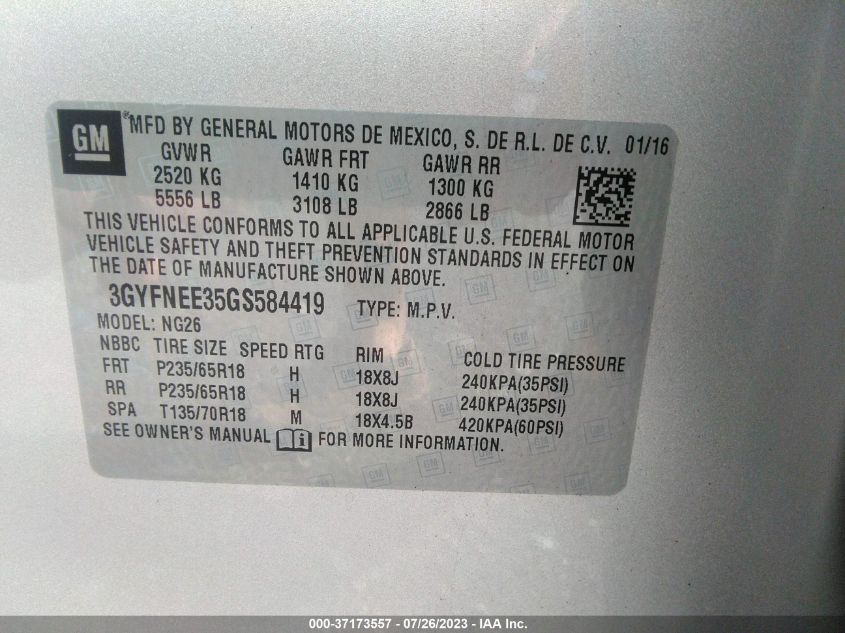 GM ® MFD BY GENERAL MOTORS DE MEXICO, S. DE R.L. DE C.V. 01/16
GVWR GAWR FRT GAWR RR
2520 KG 1410 KG 1300 KG
5556 LB 3108 LB 2866 LB
THIS VEHICLE CONFORMS TO ALL APPLICABLE U.S. FEDERAL MOTOR
VEHICLE SAFETY AND THEFT PREVENTION STANDARDS IN EFFECT ON
THE DATE OF MANUFACTURE SHOWN ABOVE.
3GYFNEE35GS584419 TYPE: M.P.V.
MODEL: NG26
NBBC TIRE SIZE SPEED RTG RIM COLD TIRE PRESSURE
FRT P235/65R18 H 18X8J 240KPA(35PSI)
RR P235/65R18 H 18X8J 240KPA(35PSI)
SPA T135/70R18 M 18X4.5B 420KPA(60PSI)
SEE OWNER'S MANUAL FOR MORE INFORMATION.
000-37173557 - 07/26/2023 - IAA Inc.